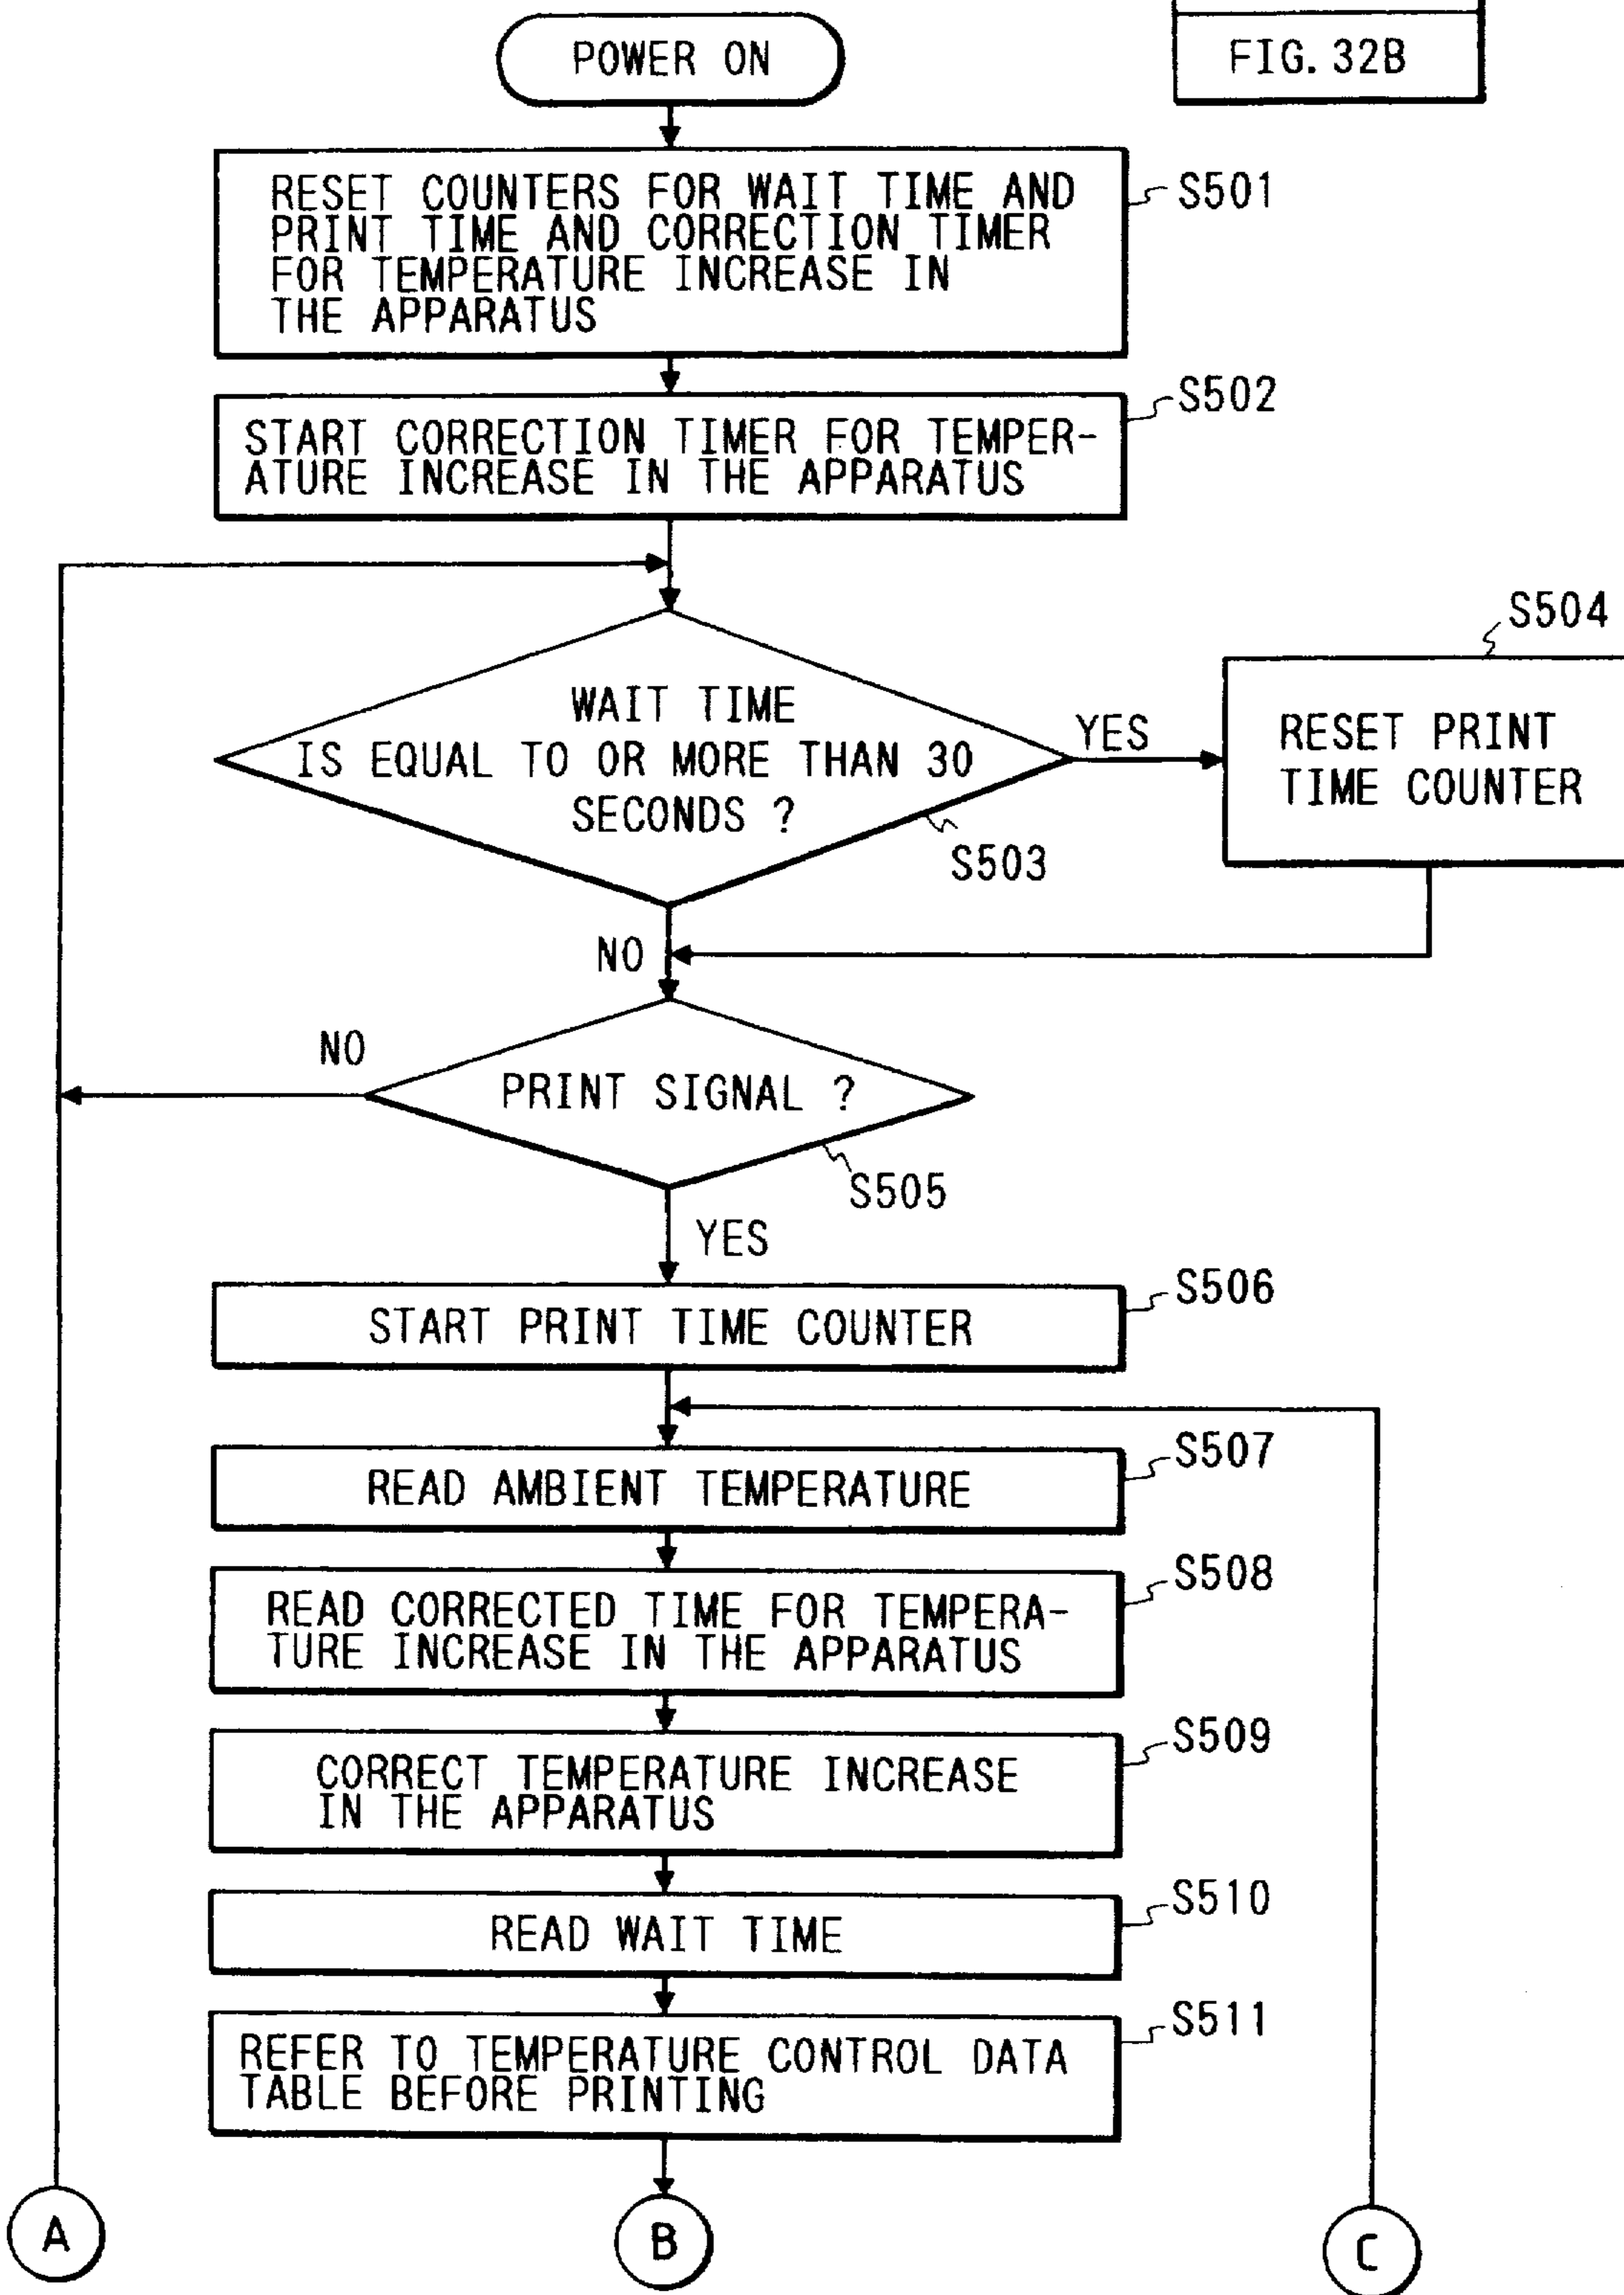 FIG. 32B
POWER ON
RESET COUNTERS FOR WAIT TIME AND
PRINT TIME AND CORRECTION TIMER
FOR TEMPERATURE INCREASE IN
THE APPARATUS
S501
START CORRECTION TIMER FOR TEMPER-
ATURE INCREASE IN THE APPARATUS
S502
WAIT TIME
IS EQUAL TO OR MORE THAN 30
SECONDS ?
S503
YES
S504
RESET PRINT
TIME COUNTER
NO
PRINT SIGNAL ?
NO
S505
YES
START PRINT TIME COUNTER
S506
READ AMBIENT TEMPERATURE
S507
READ CORRECTED TIME FOR TEMPERA-
TURE INCREASE IN THE APPARATUS
S508
CORRECT TEMPERATURE INCREASE
IN THE APPARATUS
S509
READ WAIT TIME
S510
REFER TO TEMPERATURE CONTROL DATA
TABLE BEFORE PRINTING
S511
A
B
C